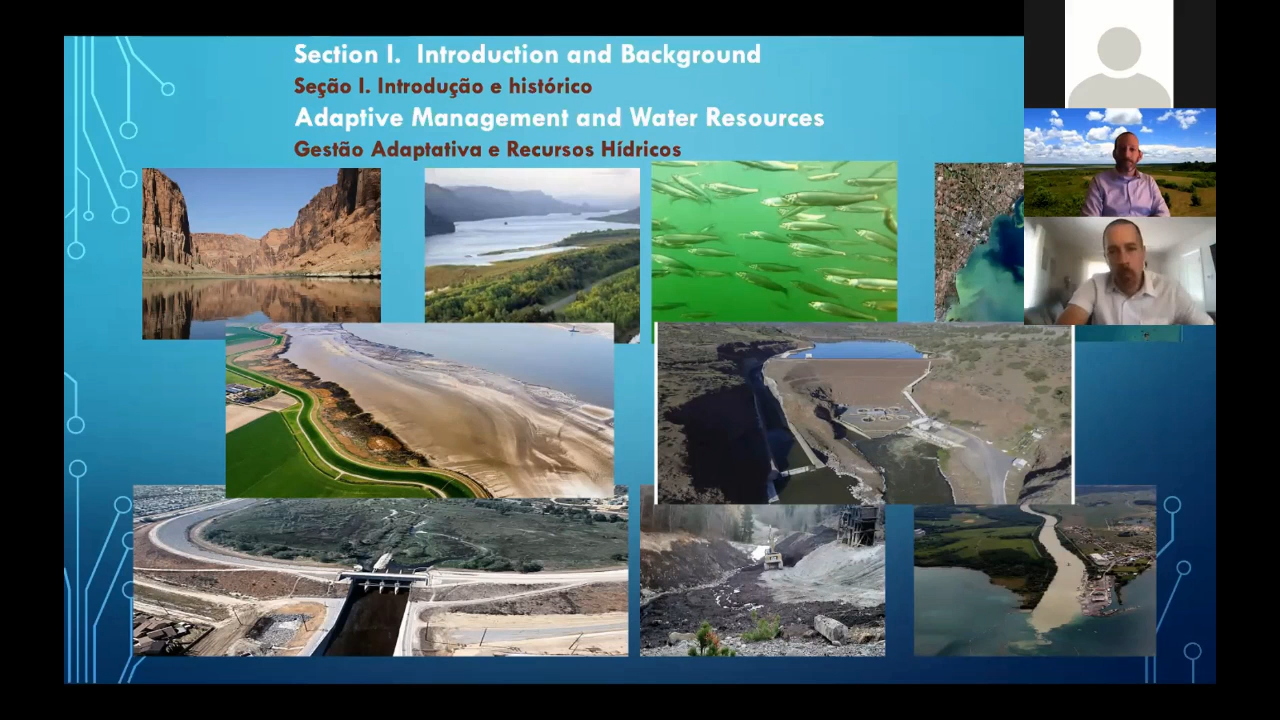 Section I. Introduction and Background
Seção I. Introdução e histórico
Adaptive Management and Water Resources
Gestão Adaptativa e Recursos Hídricos